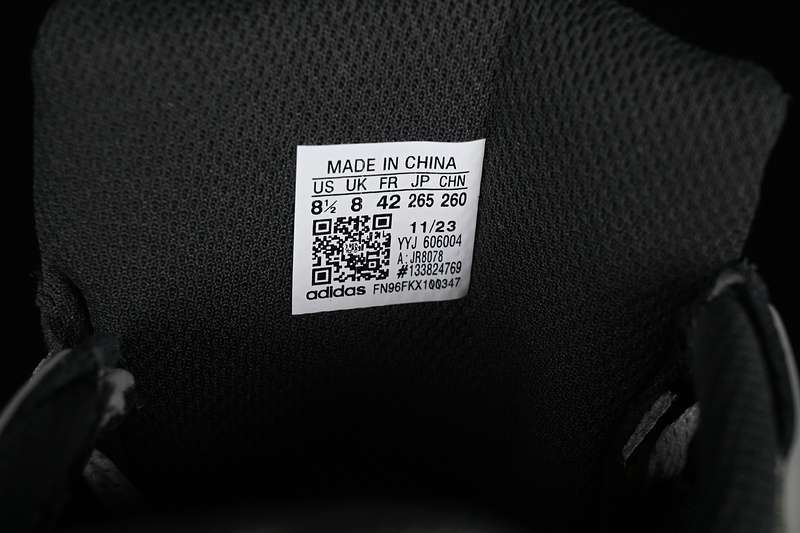 MADE IN CHINA
US UK FR JP CHN
8½ 8 42 265 260
11/23
YYJ 606004
A:JR8078
#133824769
adidas FN96FKX100347